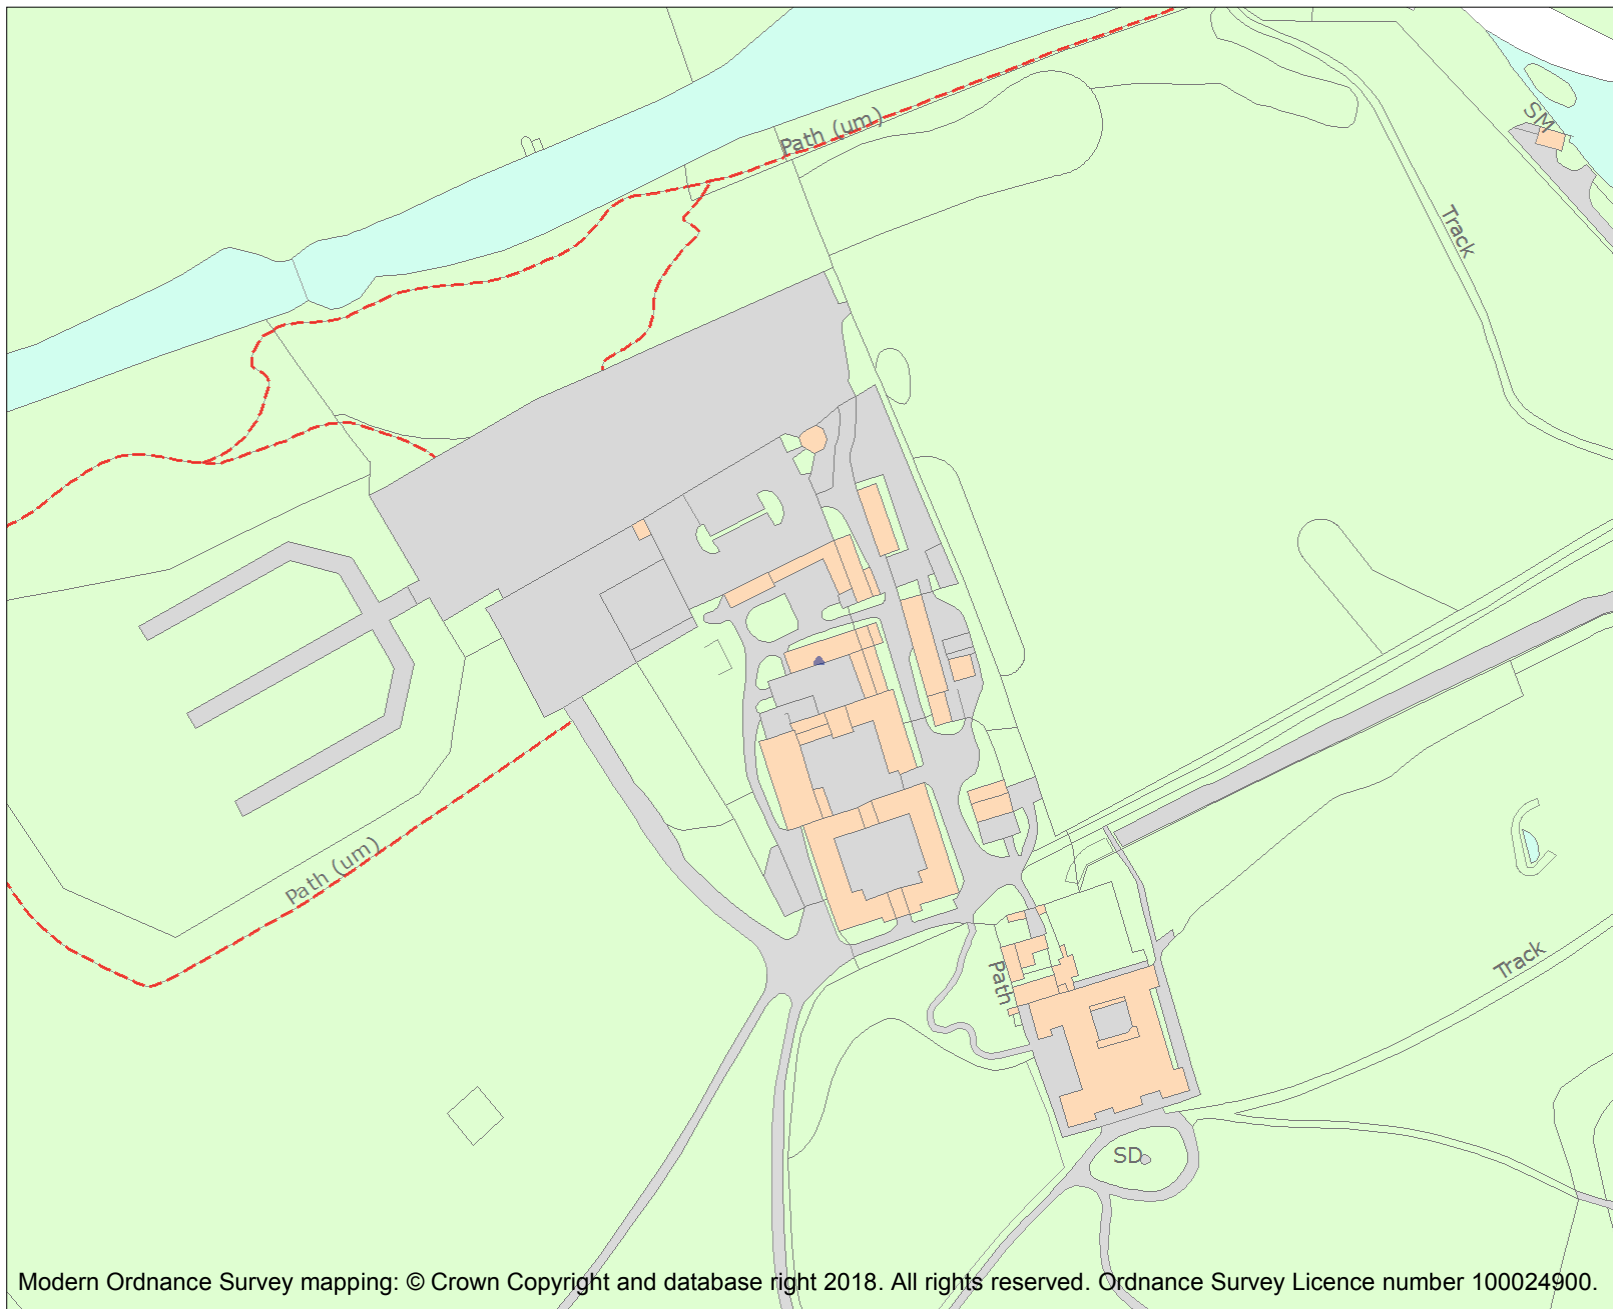 Path (um)
SM
Track
Path (um)
Path
Track
SD
Modern Ordnance Survey mapping: © Crown Copyright and database right 2018. All rights reserved. Ordnance Survey Licence number 100024900.